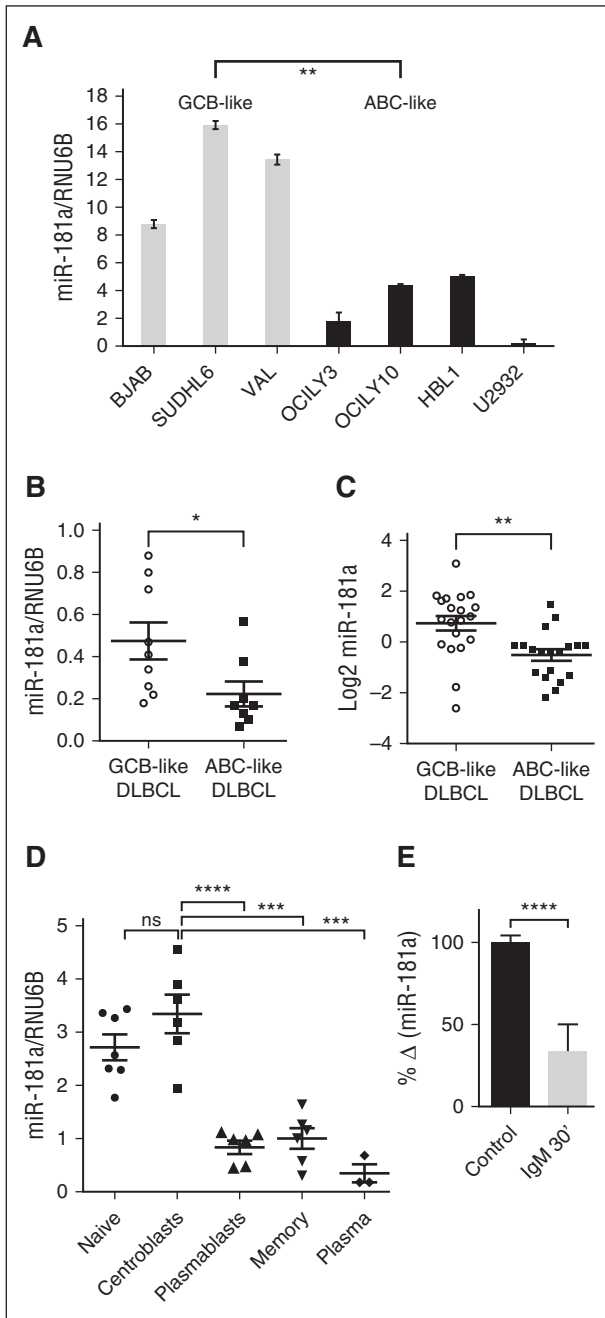 A
**
GCB-like ABC-like
miR-181a/RNU6B
18
16
14
12
10
8
6
4
2
0
BJAB SUDHL6 VAL OCILY3 OCILY10 HBL1 U2932
B
*
miR-181a/RNU6B
1.0
0.8
0.6
0.4
0.2
0.0
GCB-like ABC-like
DLBCL DLBCL
C
**
Log2 miR-181a
4
2
0
−2
−4
GCB-like ABC-like
DLBCL DLBCL
D
****
ns ***
***
miR-181a/RNU6B
5
4
3
2
1
0
Naive Centroblasts Plasmablasts Memory Plasma
E
****
% Δ (miR-181a)
100
50
0
Control IgM 30'